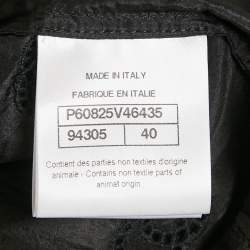 MADE IN ITALY
FABRIQUE EN ITALIE
P60825V46435
94305 40
Contient des parties non textiles d'origine
animale - Contains non textile parts of
animal origin